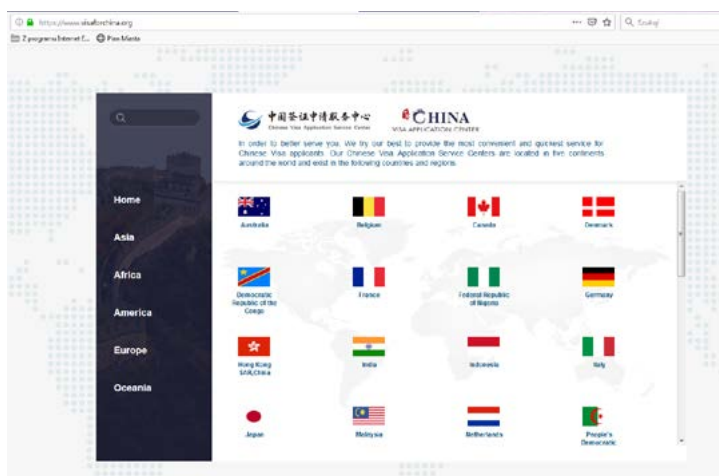 https://www.visaforchina.org
Szukaj
Z programu Internet E...
Plan Miasta
中国签证申请服务中心
Chinese Visa Application Service Center
CHINA
VISA APPLICATION CENTER
In order to better serve you. We try our best to provide the most convenient and quickest service for
Chinese Visa applicants. Our Chinese Visa Application Service Centers are located in five continents
around the world and exist in the following countries and regions.
Home
Asia
Africa
America
Europe
Oceania
Australia
Belgium
Canada
Denmark
Democratic
Republic of the
Congo
France
Federal Republic
of Nigeria
Germany
Hong Kong
SAR,China
India
Indonesia
Italy
Japan
Malaysia
Netherlands
People's
Democratic